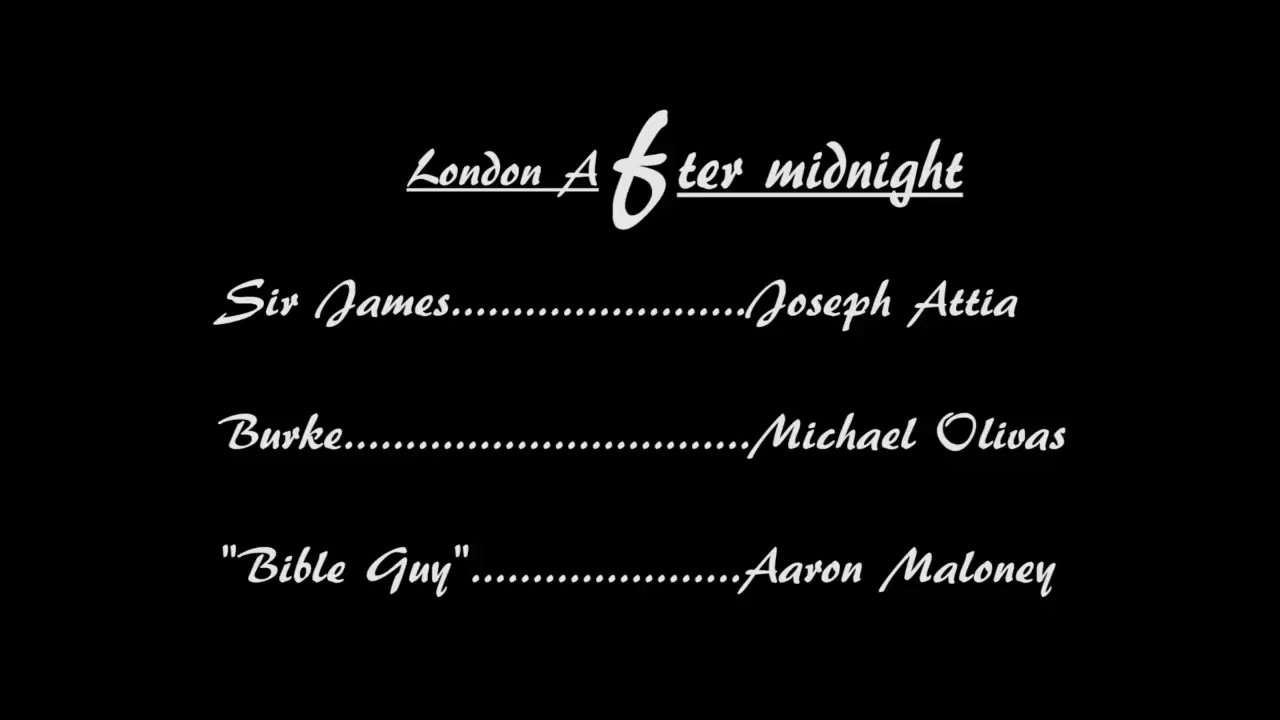 London After midnight
Sir James........................Joseph Attia
Burke.................................Michael Olivas
"Bible Guy"......................Aaron Maloney